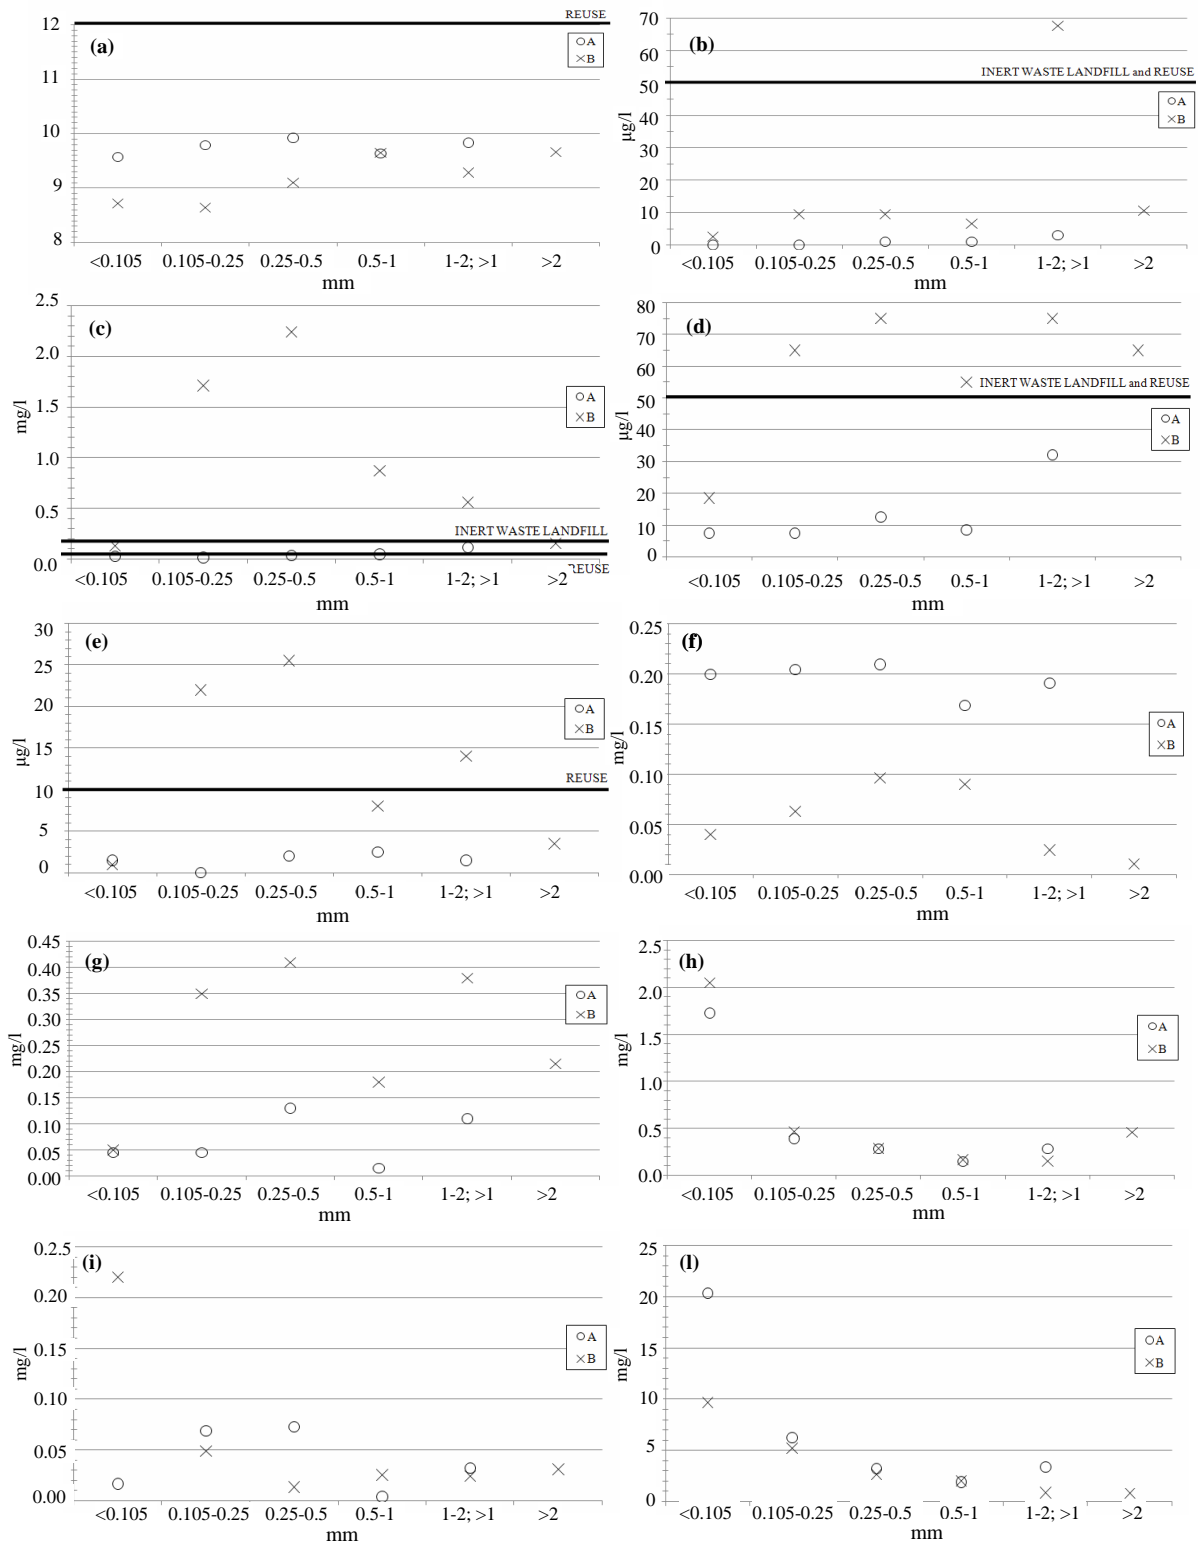 REUSE
(a)
A
B
12
11
10
9
8
<0.105 0.105-0.25 0.25-0.5 0.5-1 1-2; >1 >2
mm
(b)
INERT WASTE LANDFILL and REUSE
A
B
µg/l
70
60
50
40
30
20
10
0
<0.105 0.105-0.25 0.25-0.5 0.5-1 1-2; >1 >2
mm
(c)
A
B
mg/l
2.5
2.0
1.5
1.0
0.5
0.0
INERT WASTE LANDFILL
REUSE
<0.105 0.105-0.25 0.25-0.5 0.5-1 1-2; >1 >2
mm
(d)
INERT WASTE LANDFILL and REUSE
A
B
µg/l
80
70
60
50
40
30
20
10
0
<0.105 0.105-0.25 0.25-0.5 0.5-1 1-2; >1 >2
mm
(e)
A
B
REUSE
µg/l
30
25
20
15
10
5
0
<0.105 0.105-0.25 0.25-0.5 0.5-1 1-2; >1 >2
mm
(f)
A
B
mg/l
0.25
0.20
0.15
0.10
0.05
0.00
<0.105 0.105-0.25 0.25-0.5 0.5-1 1-2; >1 >2
mm
(g)
A
B
mg/l
0.45
0.40
0.35
0.30
0.25
0.20
0.15
0.10
0.05
0.00
<0.105 0.105-0.25 0.25-0.5 0.5-1 1-2; >1 >2
mm
(h)
A
B
mg/l
2.5
2.0
1.5
1.0
0.5
0.0
<0.105 0.105-0.25 0.25-0.5 0.5-1 1-2; >1 >2
mm
(i)
A
B
mg/l
0.25
0.20
0.15
0.10
0.05
0.00
<0.105 0.105-0.25 0.25-0.5 0.5-1 1-2; >1 >2
mm
(l)
A
B
mg/l
25
20
15
10
5
0
<0.105 0.105-0.25 0.25-0.5 0.5-1 1-2; >1 >2
mm